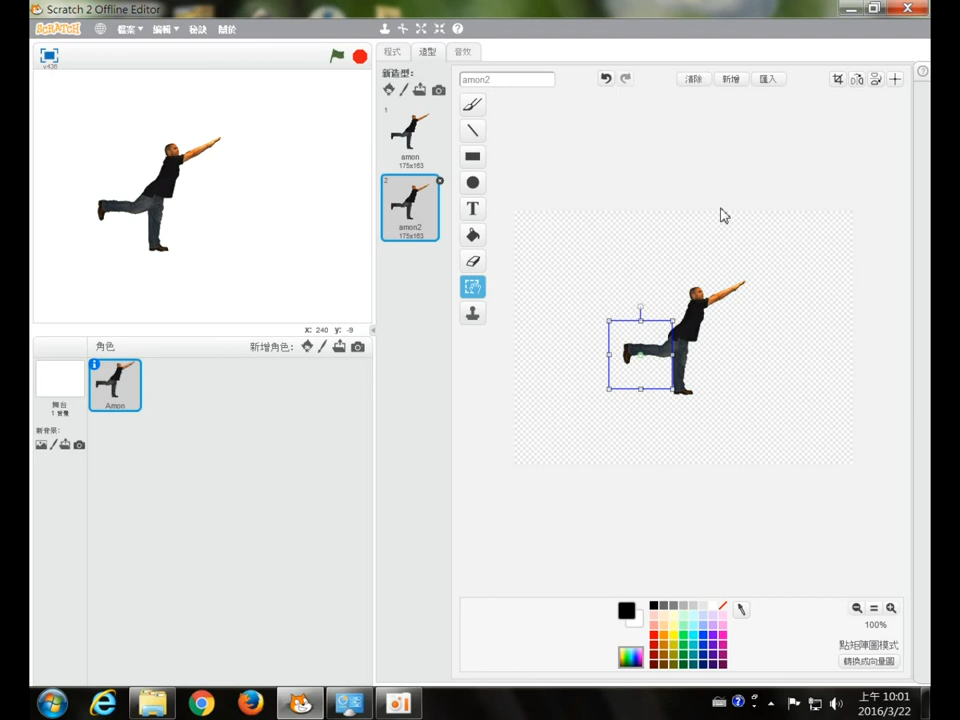 Scratch 2 Offline Editor
SCRATCH 檔案▼ 編輯▼ 秘訣 關於
v436
程式 造型 音效
新造型:
1
amon
175x163
2
amon2
175x163
amon2
清除 新增 匯入
T
x: 240 y: -9
角色 新增角色:
舞台
1 背景
新背景:
Amon
100%
點矩陣圖模式
轉換成向量圖
上午 10:01
2016/3/22